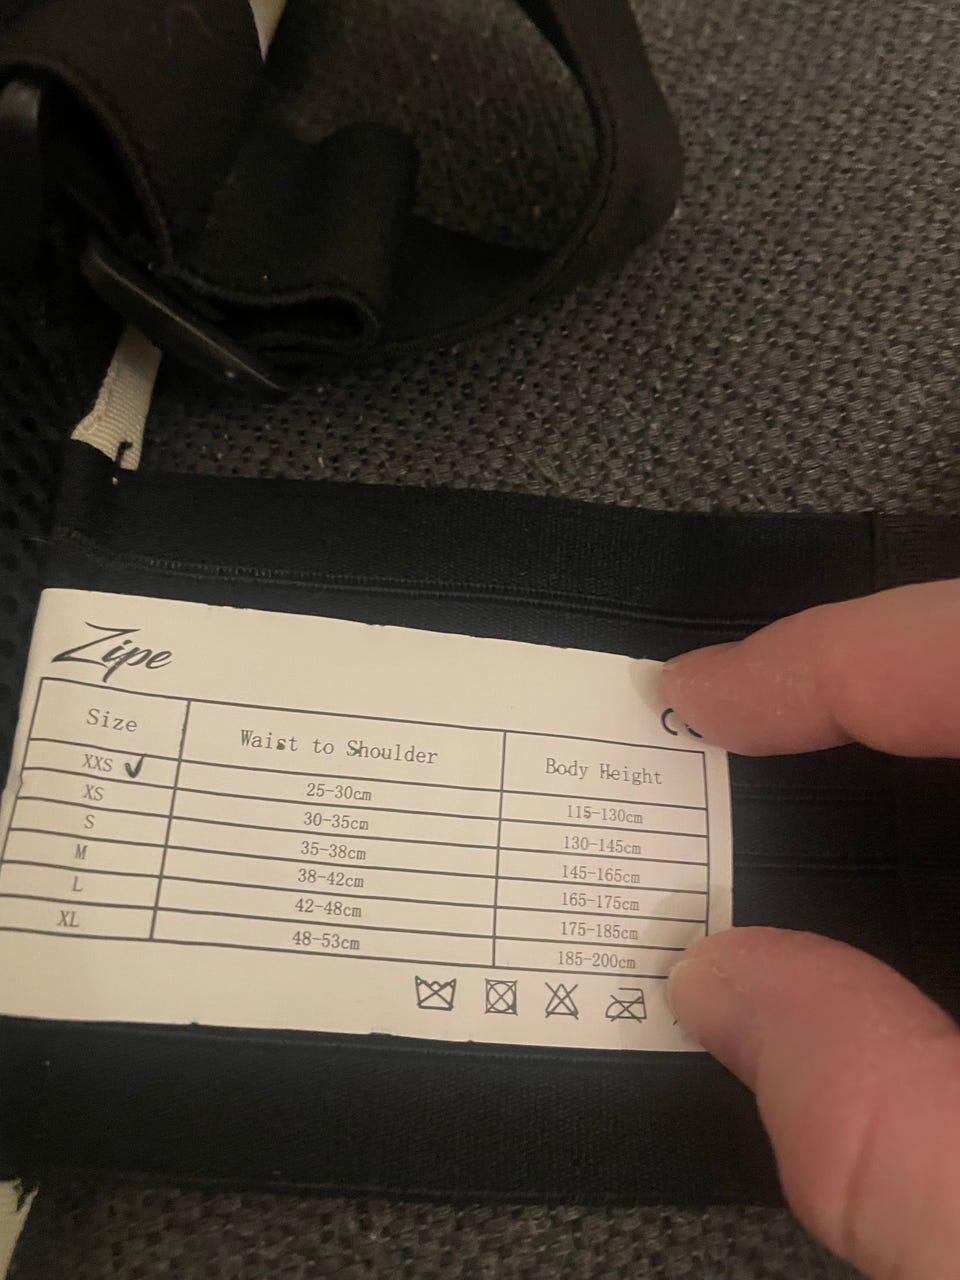 Zipe
Size Waist to Shoulder Body Height
XXS ✓ 25-30cm 115-130cm
XS 30-35cm 130-145cm
S 35-38cm 145-165cm
M 38-42cm 165-175cm
L 42-48cm 175-185cm
XL 48-53cm 185-200cm